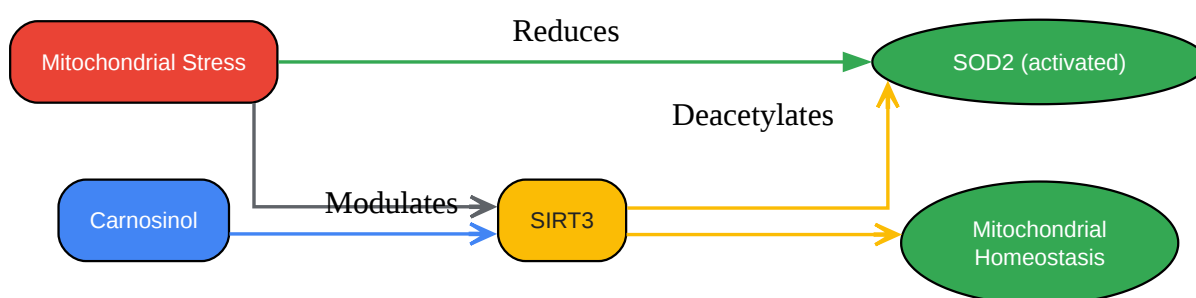 Reduces
Mitochondrial Stress
SOD2 (activated)
Deacetylates
Modulates
Carnosinol
SIRT3
Mitochondrial
Homeostasis